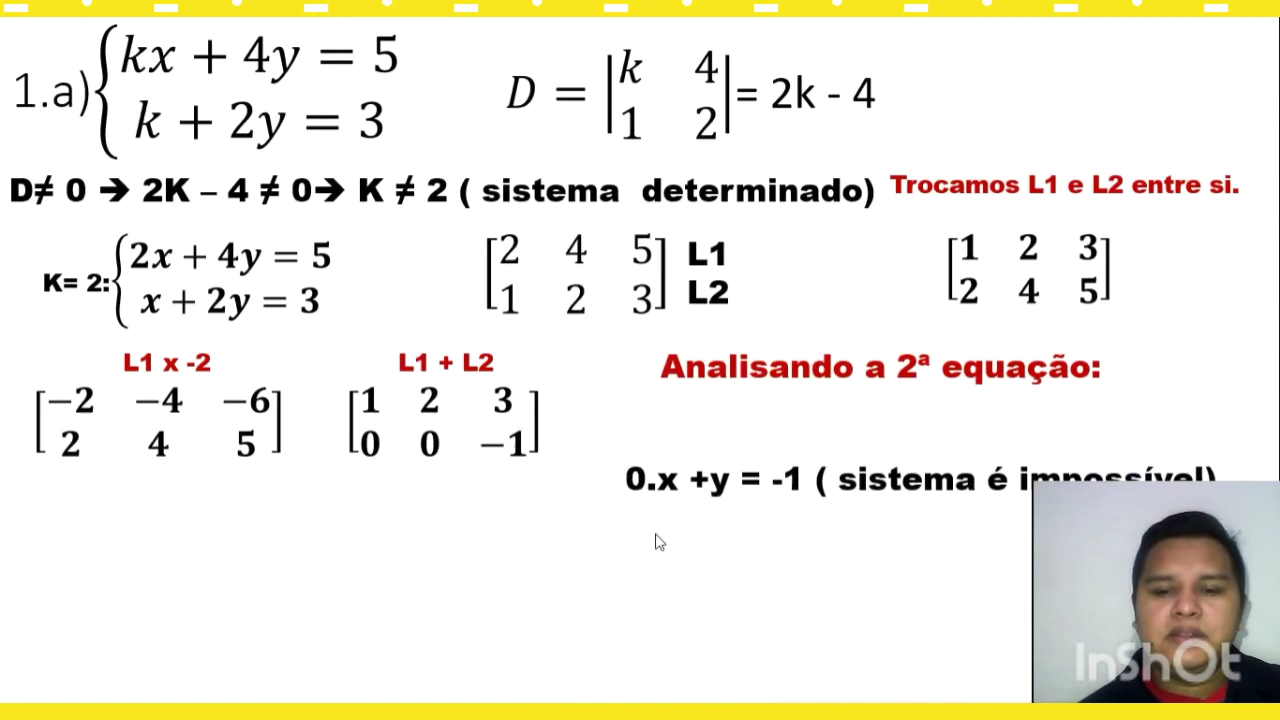 1.a) { kx + 4y = 5
k + 2y = 3
D = |k 4
1 2| = 2k - 4
D≠ 0 ➔ 2K – 4 ≠ 0➔ K ≠ 2 ( sistema determinado)
Trocamos L1 e L2 entre si.
K= 2: { 2x + 4y = 5
x + 2y = 3
[2 4 5] L1
[1 2 3] L2
[1 2 3]
[2 4 5]
L1 x -2
[−2 −4 −6]
[2 4 5]
L1 + L2
[1 2 3]
[0 0 −1]
Analisando a 2ª equação:
0.x +y = -1 ( sistema é impossível)
InShOt